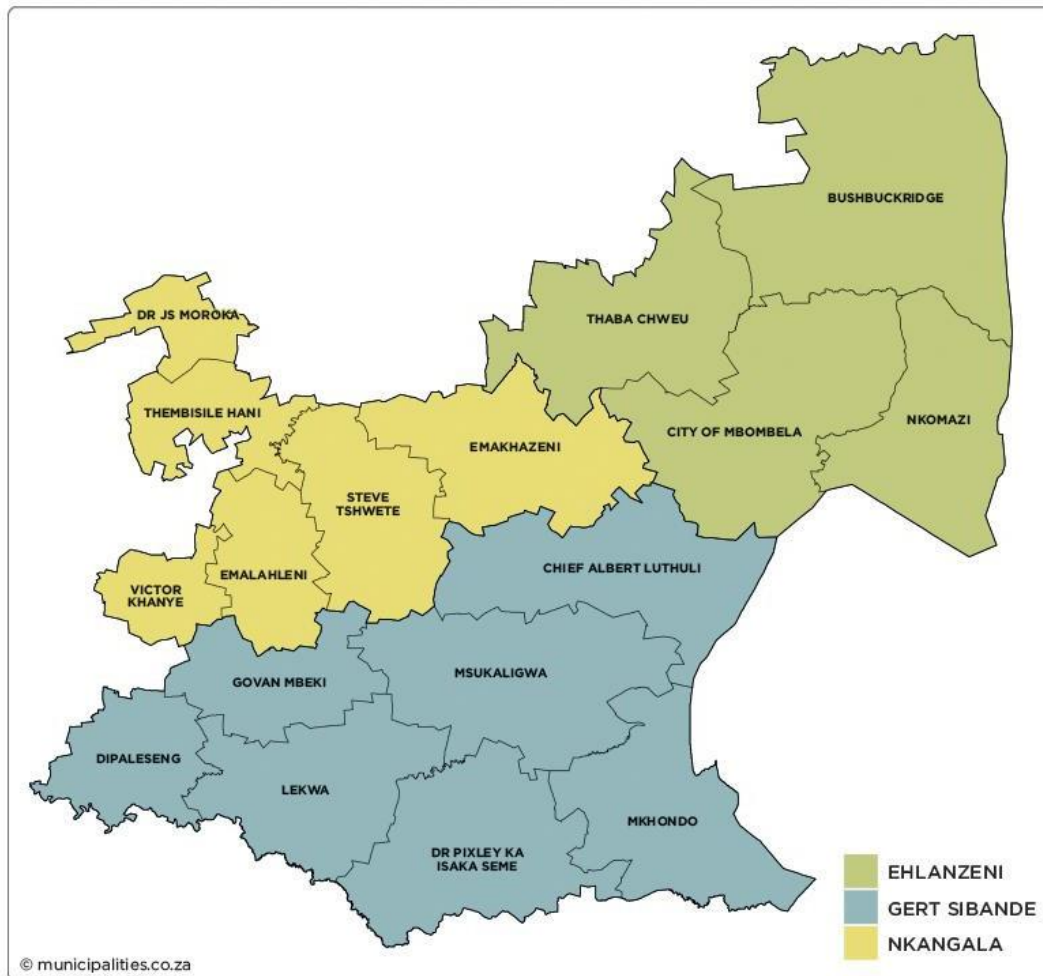 BUSHBUCKRIDGE
DR JS MOROKA
THABA CHWEU
THEMBISILE HANI
CITY OF MBOMBELA
NKOMAZI
EMAKHAZENI
STEVE
TSHWETE
CHIEF ALBERT LUTHULI
EMALAHLENI
VICTOR
KHANYE
GOVAN MBEKI
MSUKALIGWA
DIPALESENG
LEKWA
MKHONDO
DR PIXLEY KA
ISAKA SEME
EHLANZENI
GERT SIBANDE
NKANGALA
© municipalities.co.za